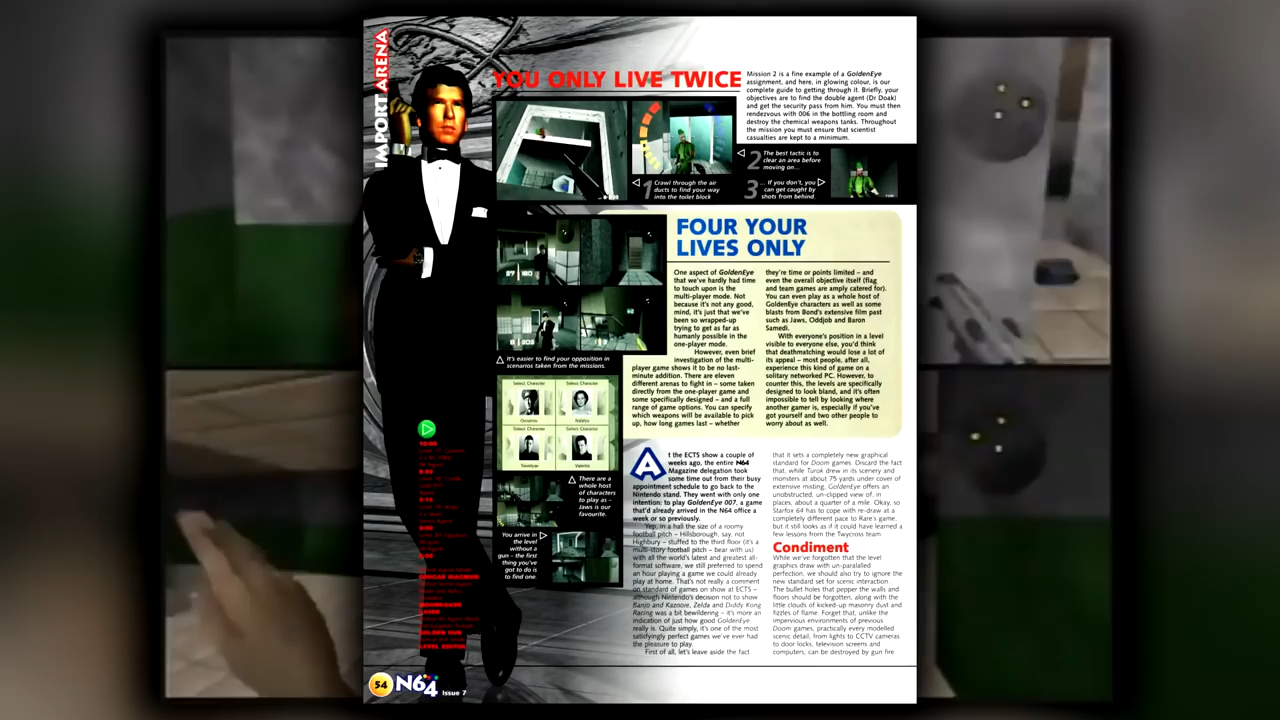 IMPORT ARENA
YOU ONLY LIVE TWICE
Mission 2 is a fine example of a GoldenEye
assignment, and here, in glowing colour, is our
complete guide to getting through it. Briefly, your
objectives are to find the double agent (Dr Doak)
and get the security pass from him. You must then
rendezvous with 006 in the bottling room and
destroy the chemical weapons tanks. Throughout
the mission you must ensure that scientist
casualties are kept to a minimum.
1
Crawl through the air
ducts to find your way
into the toilet block
2
The best tactic is to
clear an area before
moving on...
3
... If you don't, you
can get caught by
shots from behind.
FOUR YOUR
LIVES ONLY
One aspect of GoldenEye
that we've hardly had time
to touch upon is the
multi-player mode. Not
because it's not any good,
mind, it's just that we've
been so wrapped-up
trying to get as far as
humanly possible in the
one-player mode.
However, even brief
investigation of the multi-
player game shows it to be no last-
minute addition. There are eleven
different arenas to fight in – some taken
directly from the one-player game and
some specifically designed – and a full
range of game options. You can specify
which weapons will be available to pick
up, how long games last – whether
they're time or points limited – and
even the overall objective itself (flag
and team games are amply catered for).
You can even play as a whole host of
GoldenEye characters as well as some
blasts from Bond's extensive film past
such as Jaws, Oddjob and Baron
Samedi.
With everyone's position in a level
visible to everyone else, you'd think
that deathmatching would lose a lot of
its appeal – most people, after all,
experience this kind of game on a
solitary networked PC. However, to
counter this, the levels are specifically
designed to look bland, and it's often
impossible to tell by looking where
another gamer is, especially if you've
got yourself and two other people to
worry about as well.
It's easier to find your opposition in
scenarios taken from the missions.
Select Character
Select Character
Ourumov
Natalya
Select Character
Select Character
Trevelyan
Valentin
There are a
whole host
of characters
to play as –
Jaws is our
favourite.
You arrive in
the level
without a
gun – the first
thing you've
got to do is
to find one.
At the ECTS show a couple of
weeks ago, the entire N64
Magazine delegation took
some time out from their busy
appointment schedule to go back to the
Nintendo stand. They went with only one
intention: to play GoldenEye 007, a game
that'd already arrived in the N64 office a
week or so previously.
Yep, in a hall the size of a roomy
football pitch – Hillsborough, say, not
Highbury – stuffed to the third floor (it's a
multi-story football pitch – bear with us)
with all the world's latest and greatest all-
format software, we still preferred to spend
an hour playing a game we could already
play at home. That's not really a comment
on standard of games on show at ECTS –
although Nintendo's decision not to show
Banjo and Kazooie, Zelda and Diddy Kong
Racing was a bit bewildering – it's more an
indication of just how good GoldenEye
really is. Quite simply, it's one of the most
satisfyingly perfect games we've ever had
the pleasure to play.
First of all, let's leave aside the fact
that it sets a completely new graphical
standard for Doom games. Discard the fact
that, while Turok drew in its scenery and
monsters at about 75 yards under cover of
extensive misting, GoldenEye offers an
unobstructed, un-clipped view of, in
places, about a quarter of a mile. Okay, so
Starfox 64 has to cope with re-draw at a
completely different pace to Rare's game,
but it still looks as if it could have learned a
few lessons from the Twycross team
Condiment
While we've forgotten that the level
graphics draw with un-paralalled
perfection, we should also try to ignore the
new standard set for scenic interaction.
The bullet holes that pepper the walls and
floors should be forgotten, along with the
little clouds of kicked-up masonry dust and
fizzles of flame. Forget that, unlike the
impervious environments of previous
Doom games, practically every modelled
scenic detail, from lights to CCTV cameras
to door locks, television screens and
computers, can be destroyed by gun fire
COUGAR MAGNUM
MOONRAKER
LASER
GOLDEN GUN
LEVEL EDITOR
54 N64 Issue 7